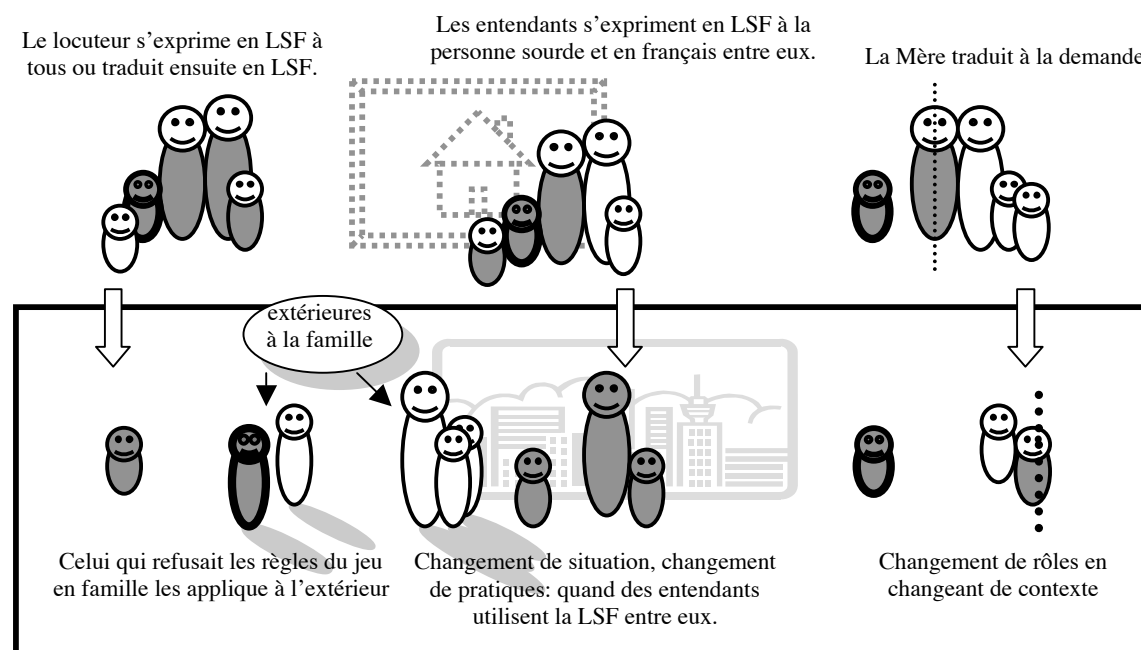 Le locuteur s’exprime en LSF à
tous ou traduit ensuite en LSF.
Les entendants s’expriment en LSF à la
personne sourde et en français entre eux.
La Mère traduit à la demande
extérieures
à la famille
Celui qui refusait les règles du jeu
en famille les applique à l’extérieur
Changement de situation, changement
de pratiques: quand des entendants
utilisent la LSF entre eux.
Changement de rôles en
changeant de contexte